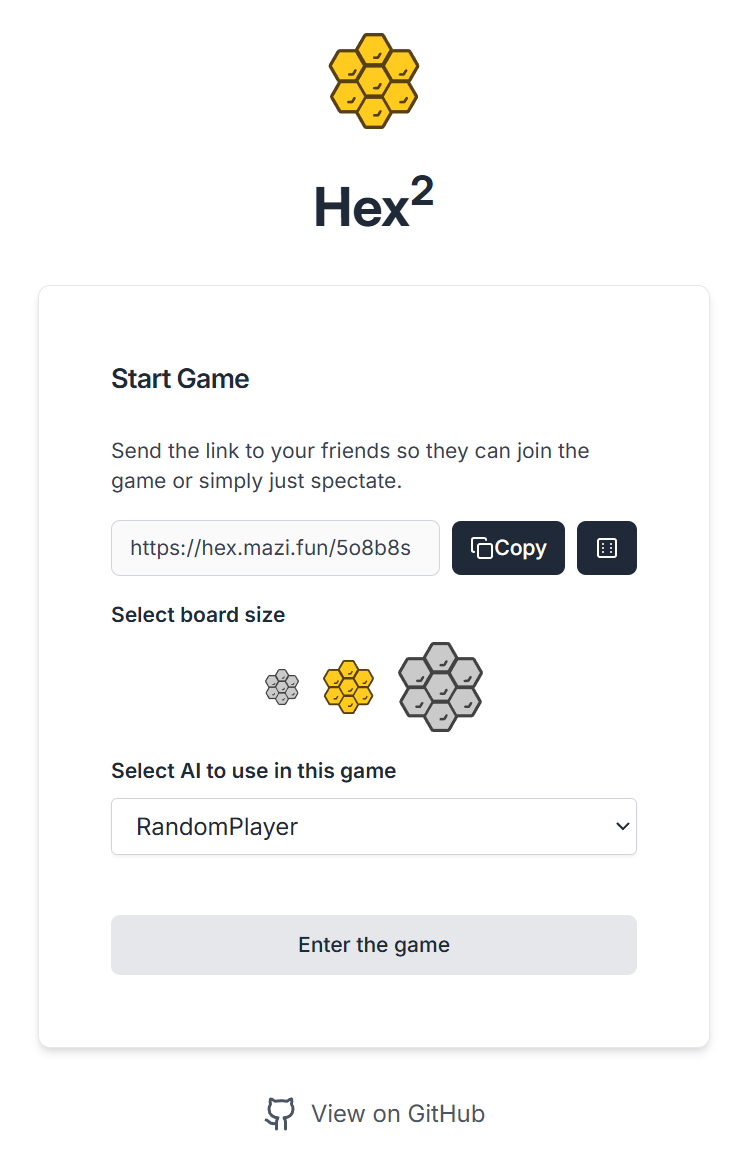 Hex²
Start Game
Send the link to your friends so they can join the
game or simply just spectate.
https://hex.mazi.fun/5o8b8s
Copy
Select board size
Select AI to use in this game
RandomPlayer
Enter the game
View on GitHub